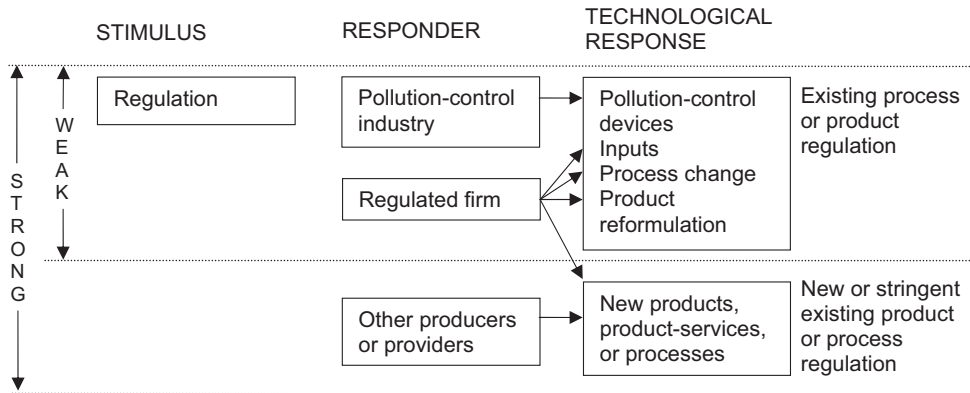 STIMULUS
RESPONDER
TECHNOLOGICAL
RESPONSE
STRONG
WEAK
Regulation
Pollution-control
industry
Regulated firm
Pollution-control
devices
Inputs
Process change
Product
reformulation
Existing process
or product
regulation
Other producers
or providers
New products,
product-services,
or processes
New or stringent
existing product
or process
regulation